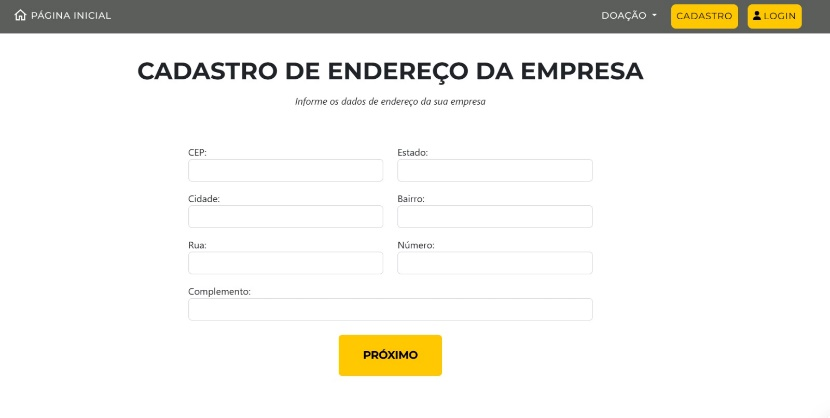 PÁGINA INICIAL DOAÇÃO CADASTRO LOGIN
CADASTRO DE ENDEREÇO DA EMPRESA
Informe os dados de endereço da sua empresa
CEP: Estado:
Cidade: Bairro:
Rua: Número:
Complemento:
PRÓXIMO